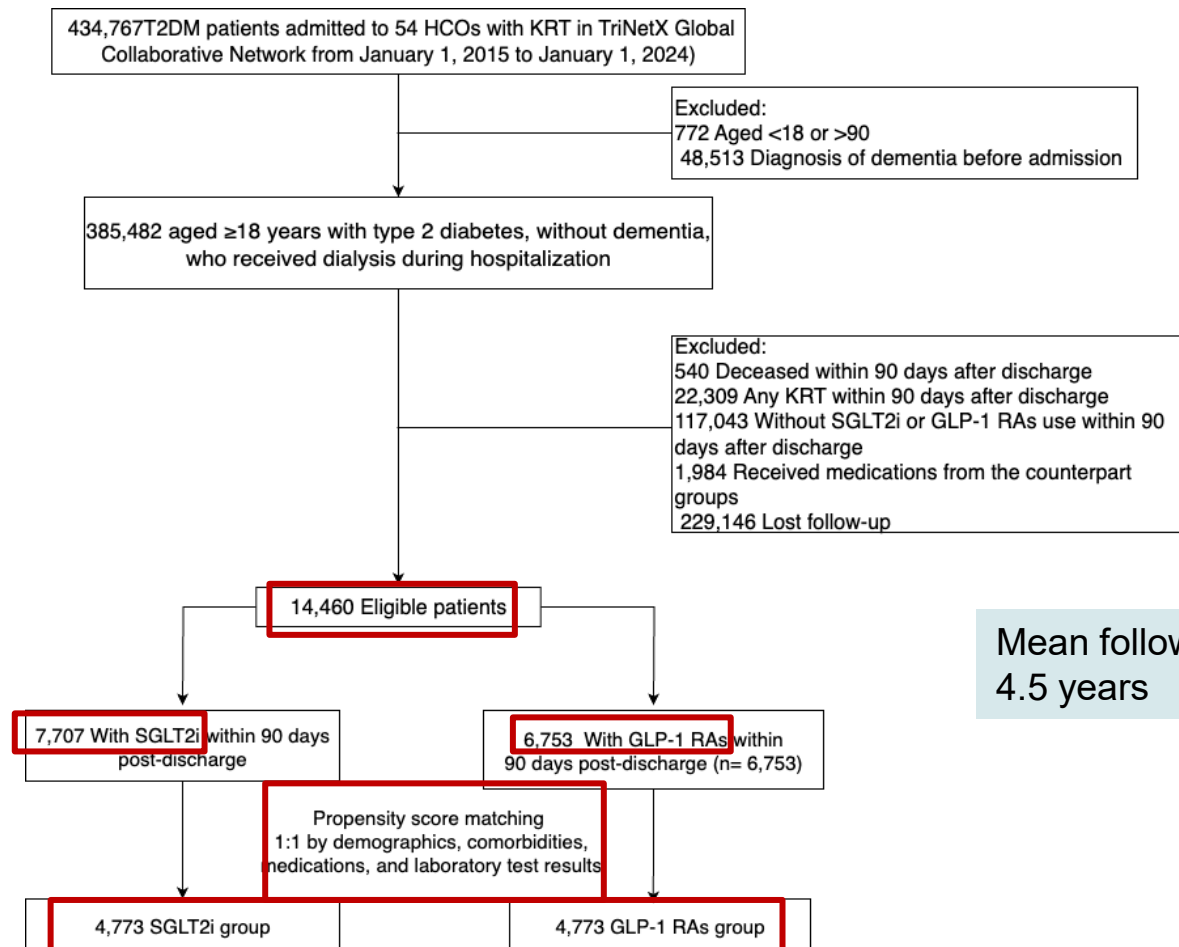 434,767T2DM patients admitted to 54 HCOs with KRT in TriNetX Global
Collaborative Network from January 1, 2015 to January 1, 2024)
Excluded:
772 Aged <18 or >90
48,513 Diagnosis of dementia before admission
385,482 aged ≥18 years with type 2 diabetes, without dementia,
who received dialysis during hospitalization
Excluded:
540 Deceased within 90 days after discharge
22,309 Any KRT within 90 days after discharge
117,043 Without SGLT2i or GLP-1 RAs use within 90
days after discharge
1,984 Received medications from the counterpart
groups
229,146 Lost follow-up
14,460 Eligible patients
Mean follow
4.5 years
7,707 With SGLT2i within 90 days
post-discharge
6,753 With GLP-1 RAs within
90 days post-discharge (n= 6,753)
Propensity score matching
1:1 by demographics, comorbidities,
medications, and laboratory test results
4,773 SGLT2i group
4,773 GLP-1 RAs group